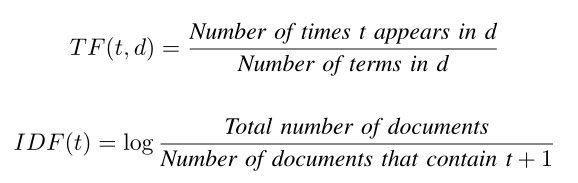 TF(t, d) = Number of times t appears in d / Number of terms in d
IDF(t) = log Total number of documents / Number of documents that contain t + 1